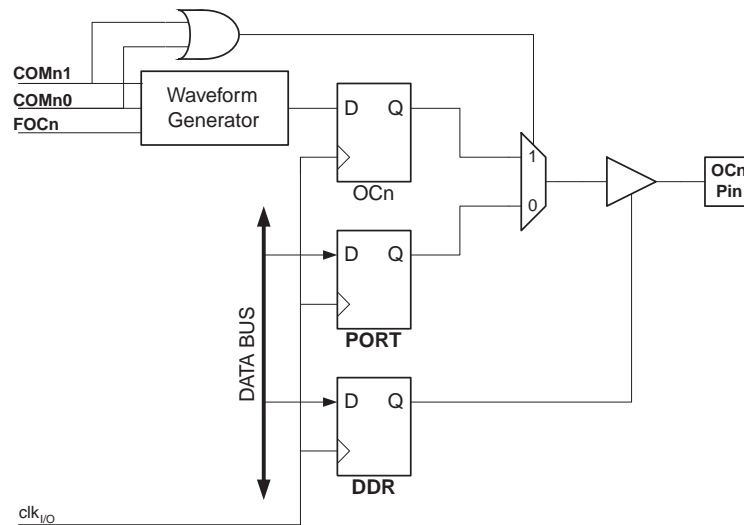 COMn1
COMn0
FOCn
Waveform
Generator
D Q
OCn
1
0
OCn
Pin
D Q
PORT
DATA BUS
D Q
DDR
clkI/O